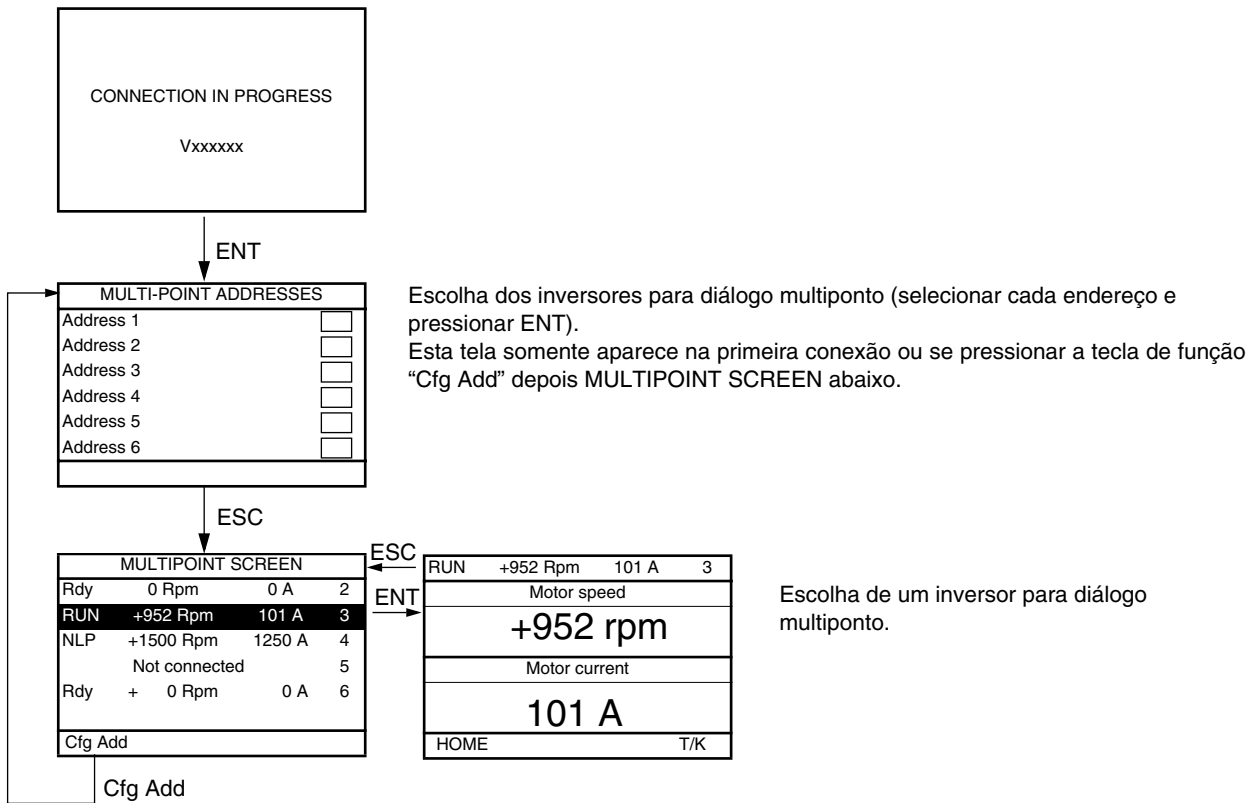 CONNECTION IN PROGRESS
Vxxxxxx
ENT
MULTI-POINT ADDRESSES
Address 1
Address 2
Address 3
Address 4
Address 5
Address 6
Escolha dos inversores para diálogo multiponto (selecionar cada endereço e
pressionar ENT).
Esta tela somente aparece na primeira conexão ou se pressionar a tecla de função
“Cfg Add” depois MULTIPOINT SCREEN abaixo.
ESC
MULTIPOINT SCREEN
Rdy 0 Rpm 0 A 2
RUN +952 Rpm 101 A 3
NLP +1500 Rpm 1250 A 4
Not connected 5
Rdy + 0 Rpm 0 A 6
Cfg Add
Cfg Add
ESC
ENT
RUN +952 Rpm 101 A 3
Motor speed
+952 rpm
Motor current
101 A
HOME T/K
Escolha de um inversor para diálogo
multiponto.